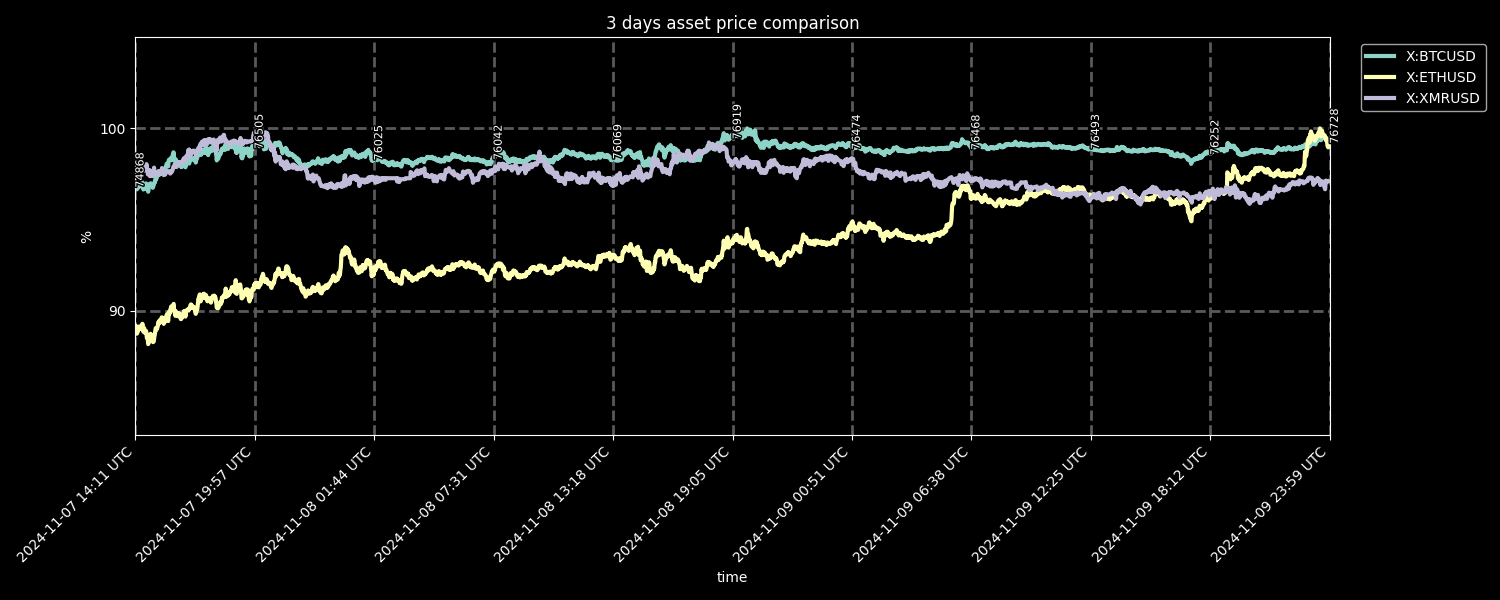 3 days asset price comparison
X:BTCUSD
X:ETHUSD
X:XMRUSD
%
100
90
74868
76505
76025
76042
76069
76919
76474
76468
76493
76252
76728
2024-11-07 14:11 UTC
2024-11-07 19:57 UTC
2024-11-08 01:44 UTC
2024-11-08 07:31 UTC
2024-11-08 13:18 UTC
2024-11-08 19:05 UTC
2024-11-09 00:51 UTC
2024-11-09 06:38 UTC
2024-11-09 12:25 UTC
2024-11-09 18:12 UTC
2024-11-09 23:59 UTC
time